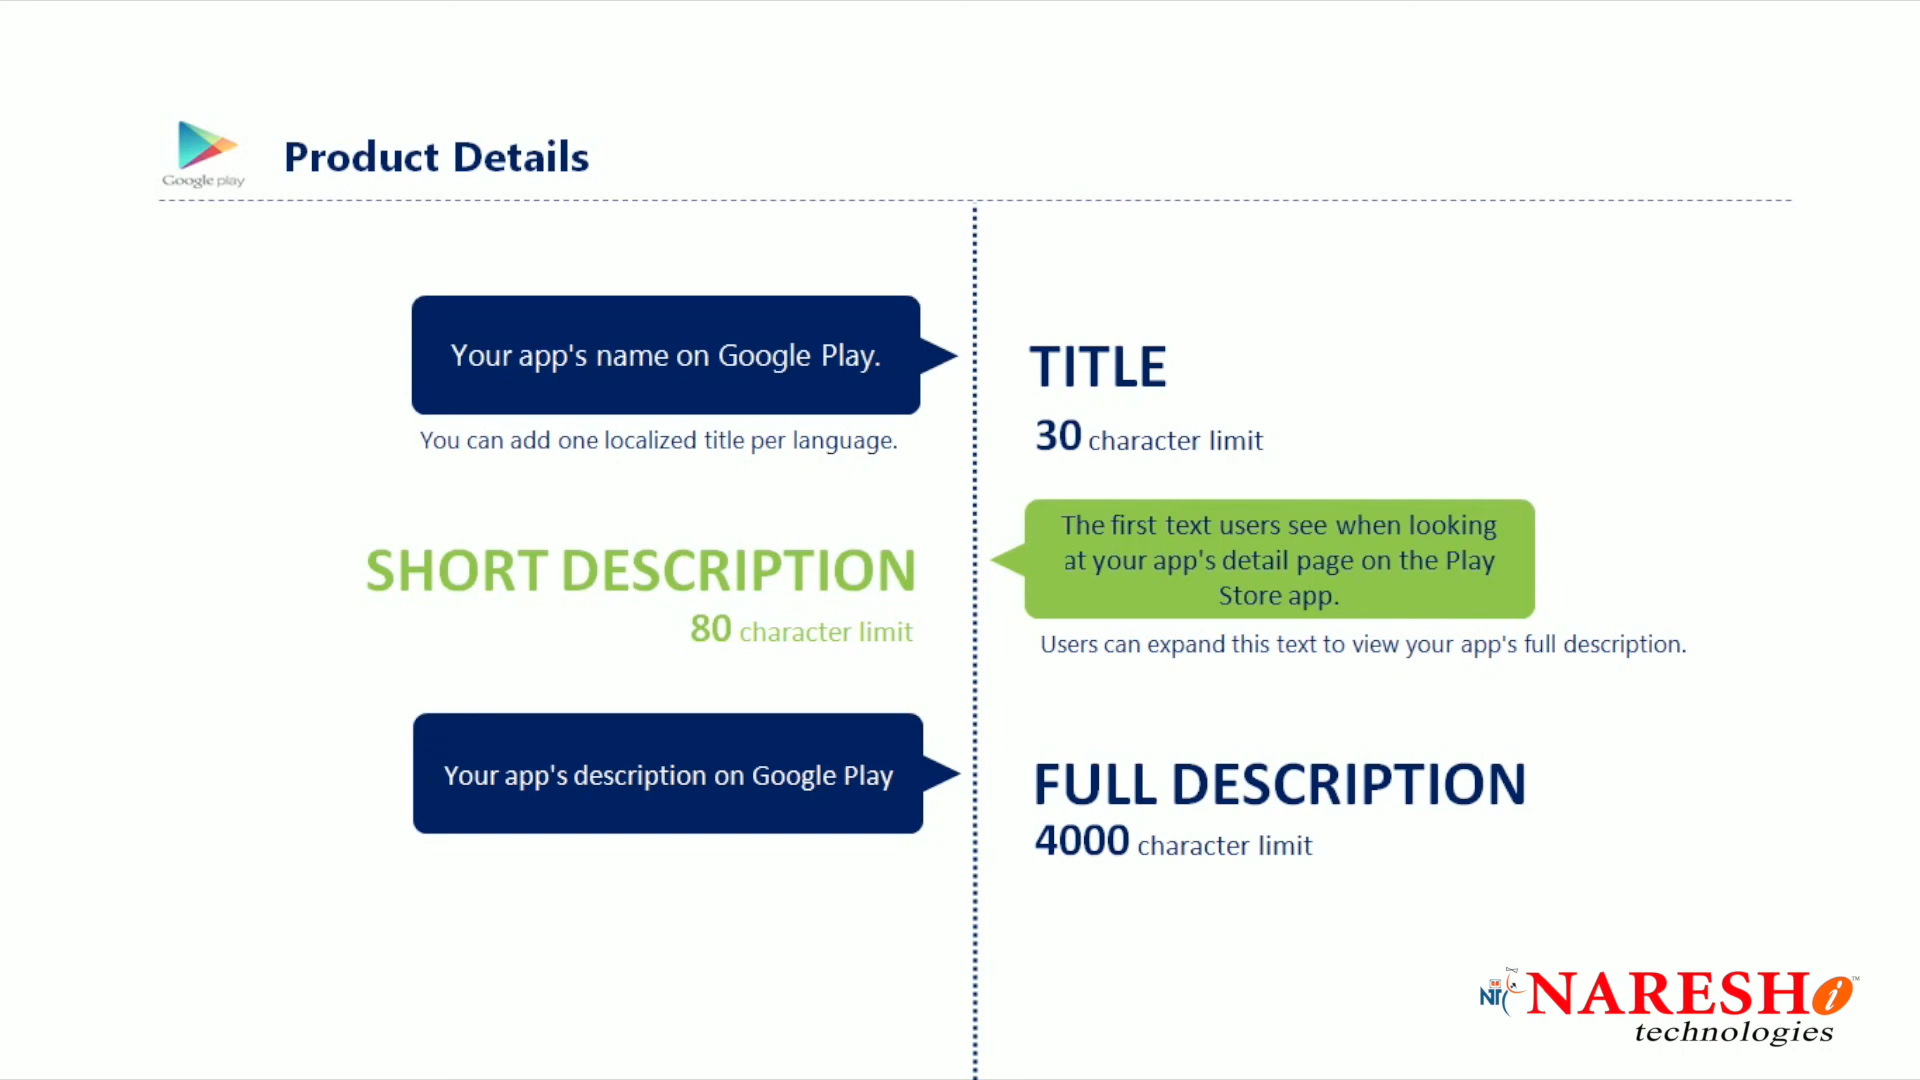 Google play
Product Details
Your app's name on Google Play.
You can add one localized title per language.
TITLE
30 character limit
SHORT DESCRIPTION
80 character limit
The first text users see when looking
at your app's detail page on the Play
Store app.
Users can expand this text to view your app's full description.
Your app's description on Google Play
FULL DESCRIPTION
4000 character limit
NARESH i ™
technologies